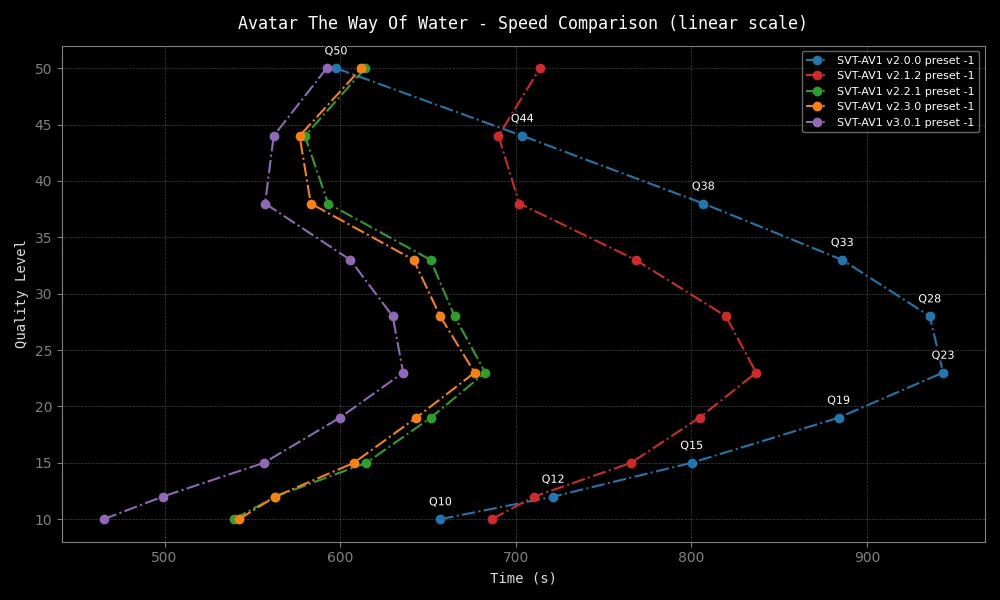 Avatar The Way Of Water - Speed Comparison (linear scale)
SVT-AV1 v2.0.0 preset -1
SVT-AV1 v2.1.2 preset -1
SVT-AV1 v2.2.1 preset -1
SVT-AV1 v2.3.0 preset -1
SVT-AV1 v3.0.1 preset -1
Q50
Q44
Q38
Q33
Q28
Q23
Q19
Q15
Q12
Q10
Quality Level
50
45
40
35
30
25
20
15
10
500 600 700 800 900
Time (s)